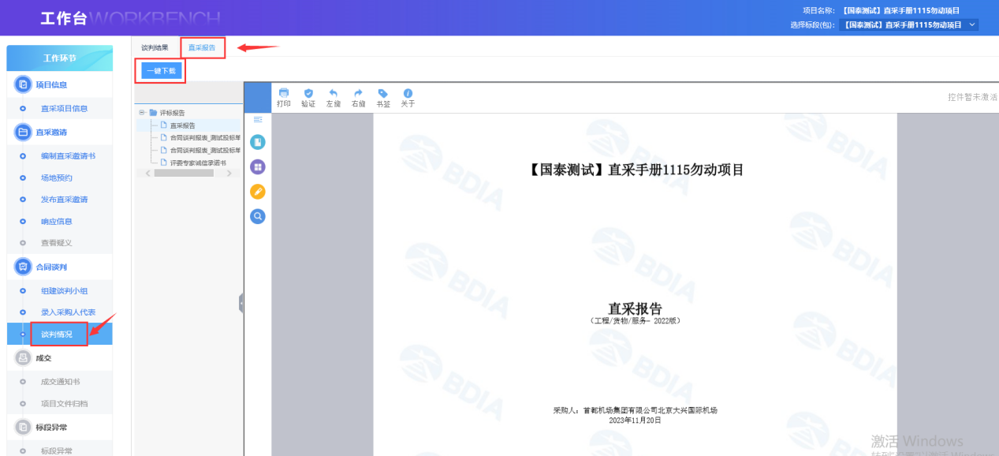 工作台WORKBENCH
项目名称： 【国泰测试】直采手册1115勿动项目
选择标段(包)： 【国泰测试】直采手册1115勿动项目
工作环节
项目信息
直采项目信息
直采邀请
编制直采邀请书
场地预约
发布直采邀请
响应信息
查看疑义
合同谈判
组建谈判小组
录入采购人代表
谈判情况
成交
成交通知书
项目文件归档
标段异常
标段异常
谈判结果 直采报告
一键下载
评标报告
直采报告
合同谈判报表_测试投标单
合同谈判报表_测试投标单
评委专家诚信承诺书
打印 验证 左旋 右旋 书签 关于
控件暂未激活
【国泰测试】直采手册1115勿动项目
直采报告
（工程/货物/服务- 2022版）
采购人：首都机场集团有限公司北京大兴国际机场
2023年11月20日
BDIA
BDIA
BDIA
BDIA
BDIA
BDIA
BDIA
BDIA
BDIA
激活 Windows